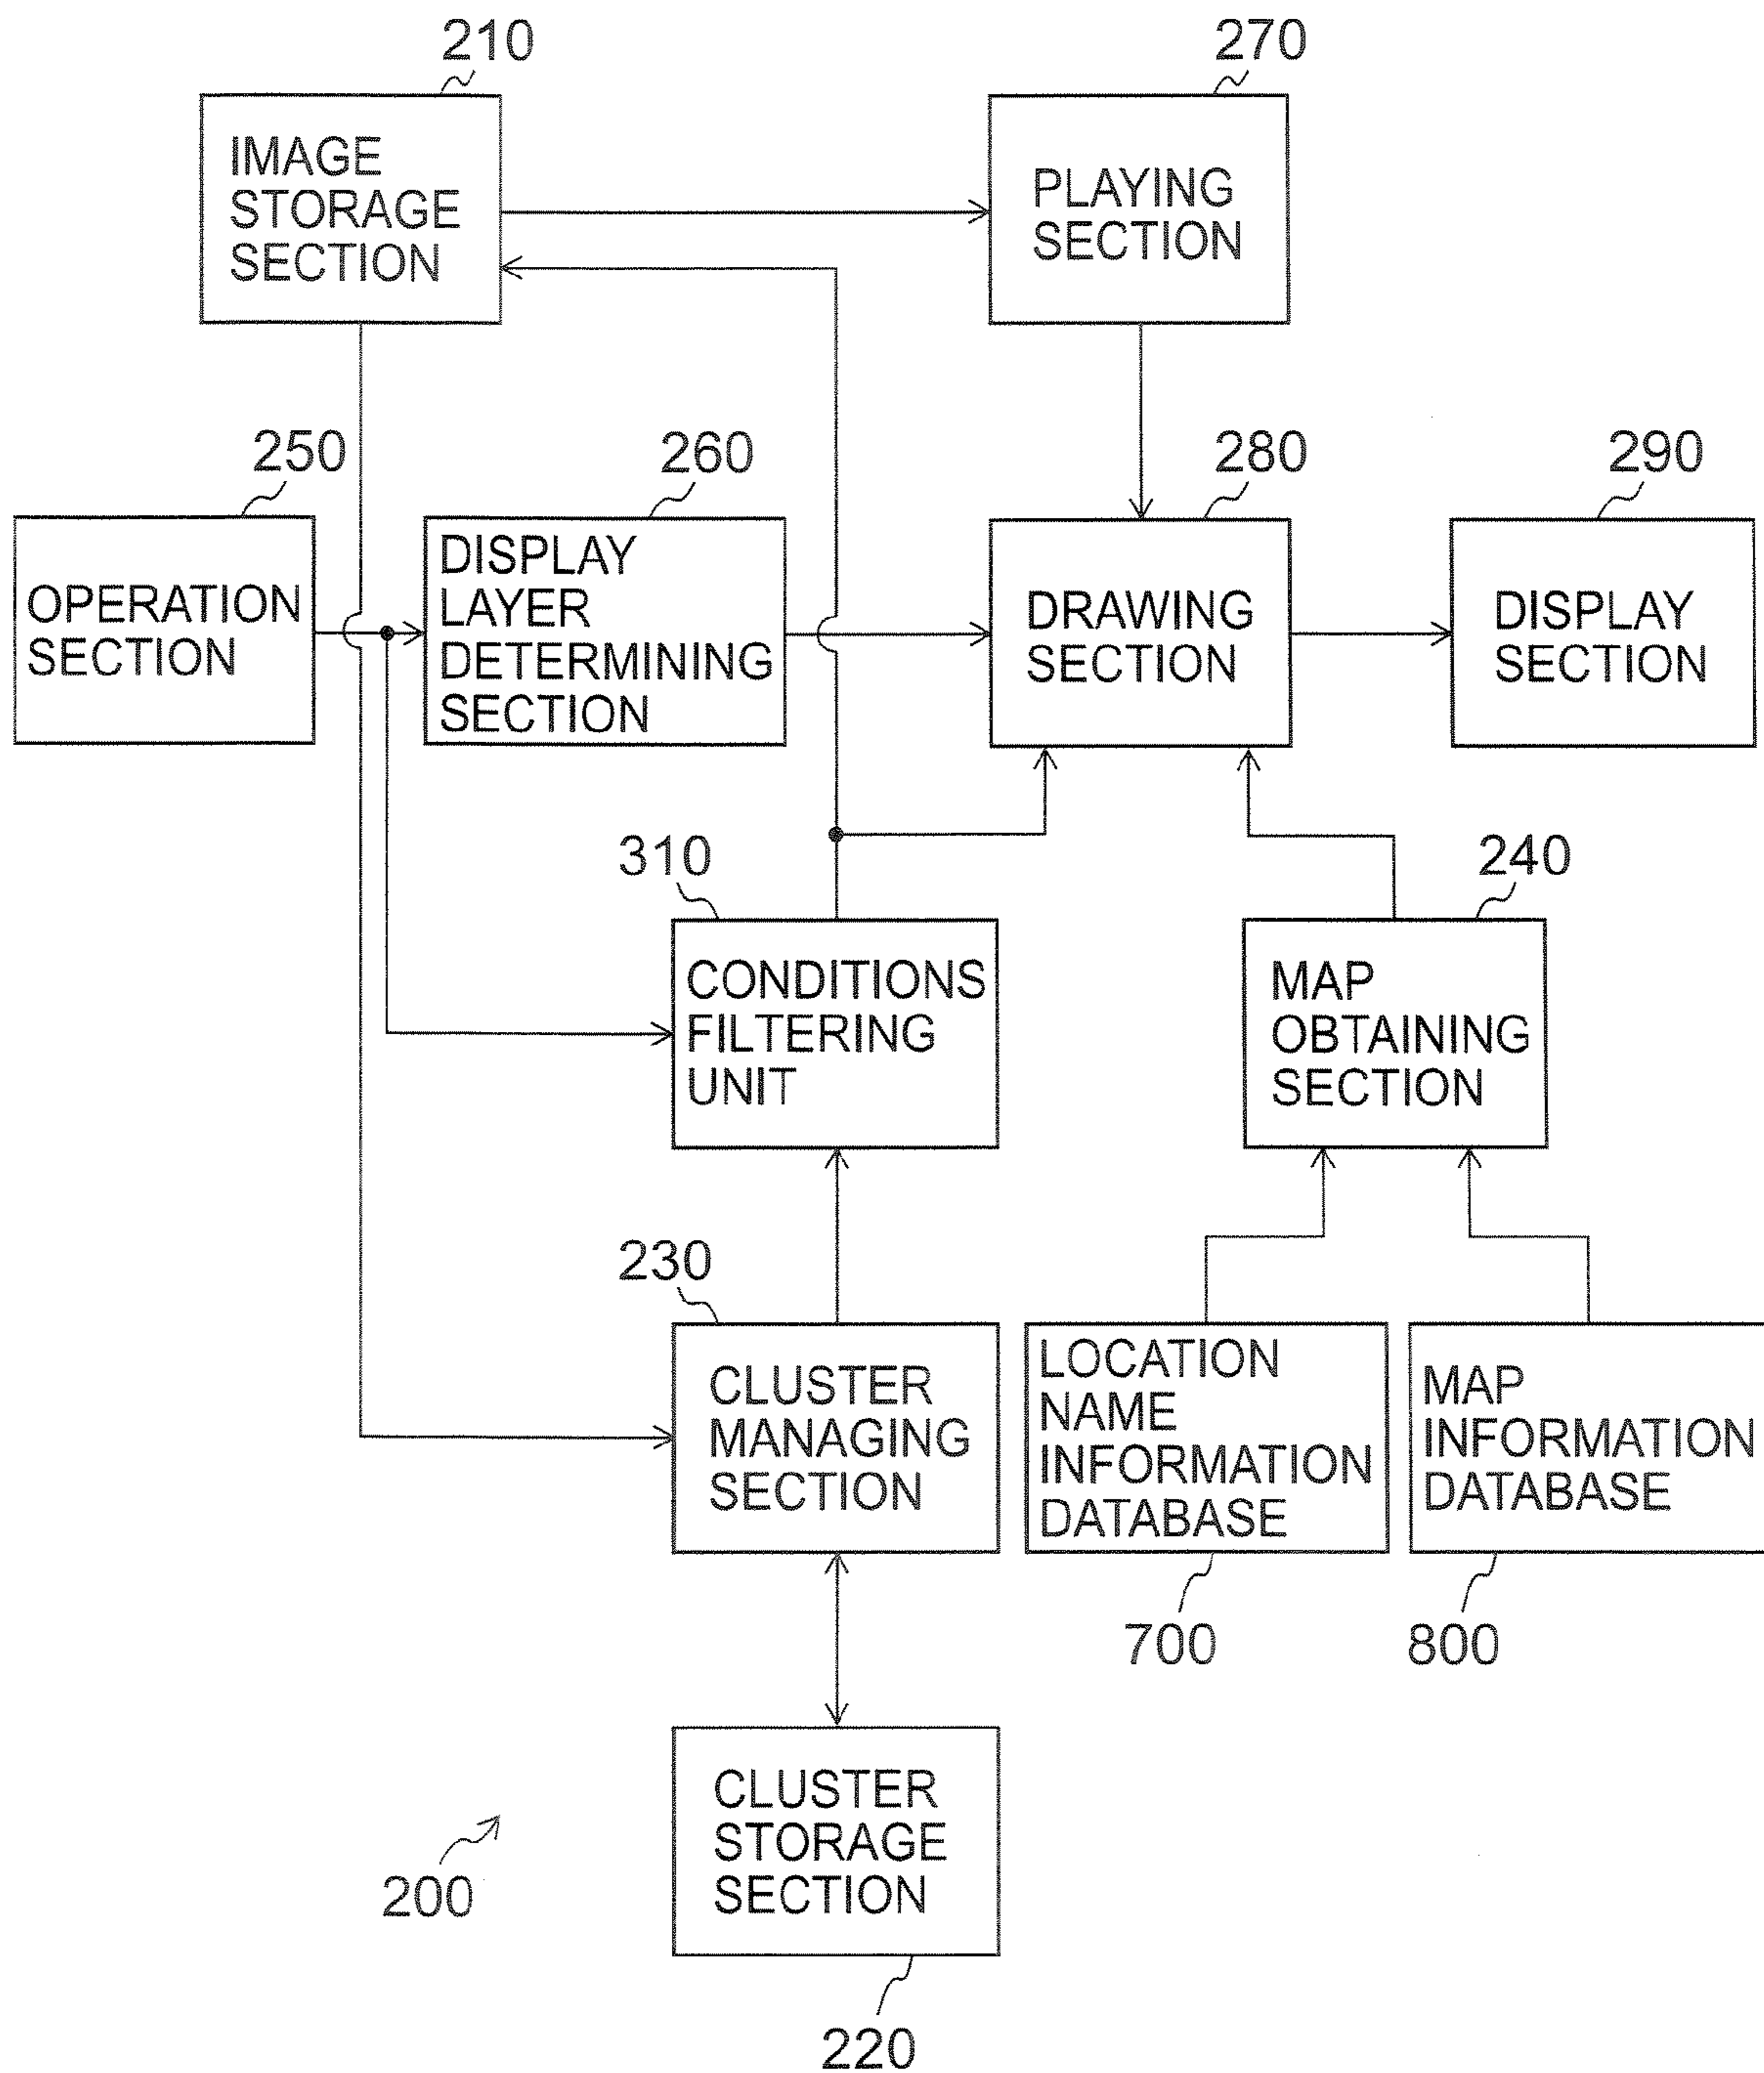 210
IMAGE
STORAGE
SECTION
270
PLAYING
SECTION
250
OPERATION
SECTION
260
DISPLAY
LAYER
DETERMINING
SECTION
280
DRAWING
SECTION
290
DISPLAY
SECTION
310
CONDITIONS
FILTERING
UNIT
240
MAP
OBTAINING
SECTION
230
CLUSTER
MANAGING
SECTION
LOCATION
NAME
INFORMATION
DATABASE
700
MAP
INFORMATION
DATABASE
800
CLUSTER
STORAGE
SECTION
220
200